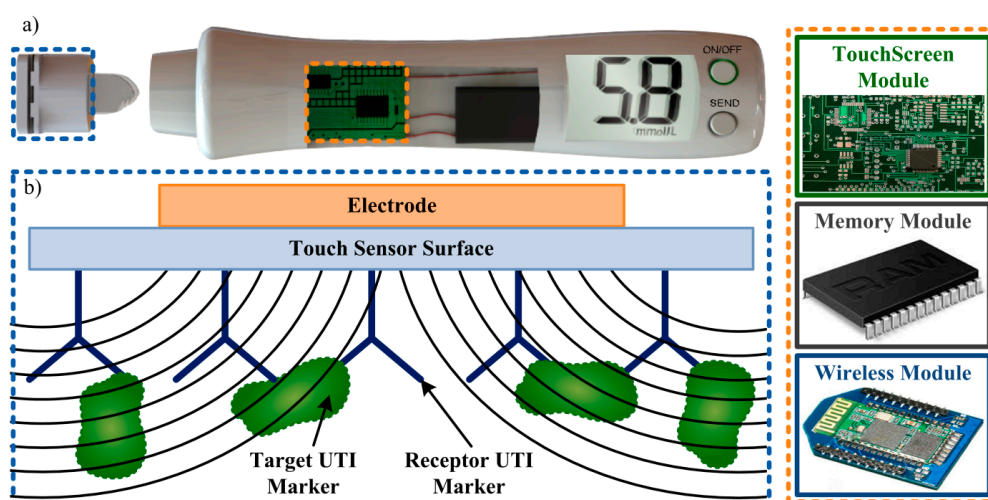 a)
ON/OFF
5.8
mmol/L
SEND
b)
Electrode
Touch Sensor Surface
Target UTI
Marker
Receptor UTI
Marker
TouchScreen
Module
Memory Module
RAM
Wireless Module